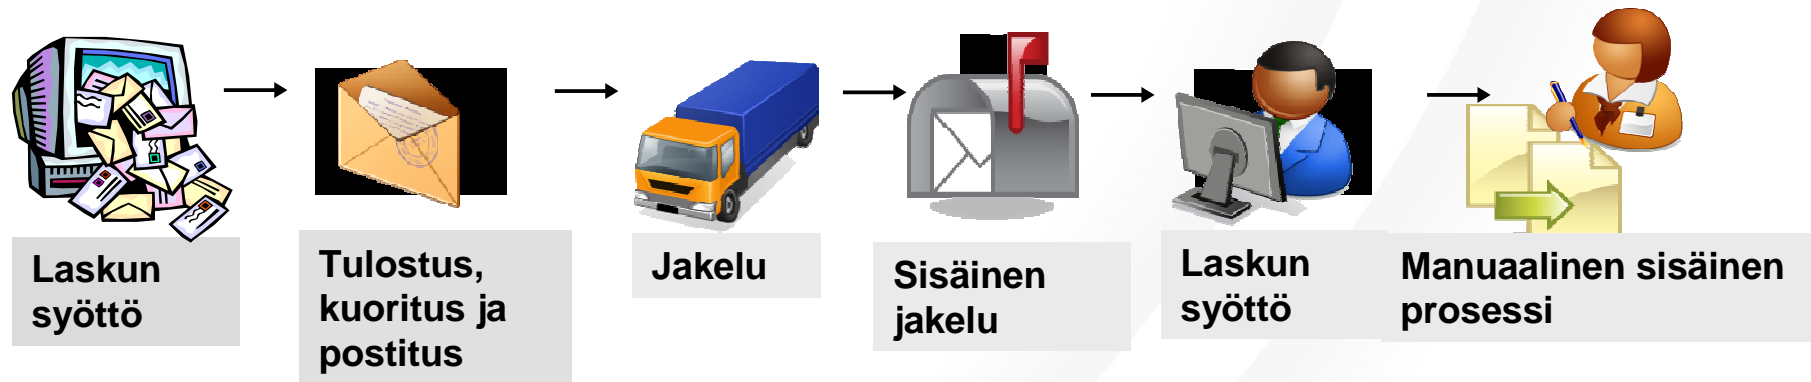 Laskun
syöttö
Tulostus,
kuoritus ja
postitus
Jakelu
Sisäinen
jakelu
Laskun
syöttö
Manuaalinen sisäinen
prosessi